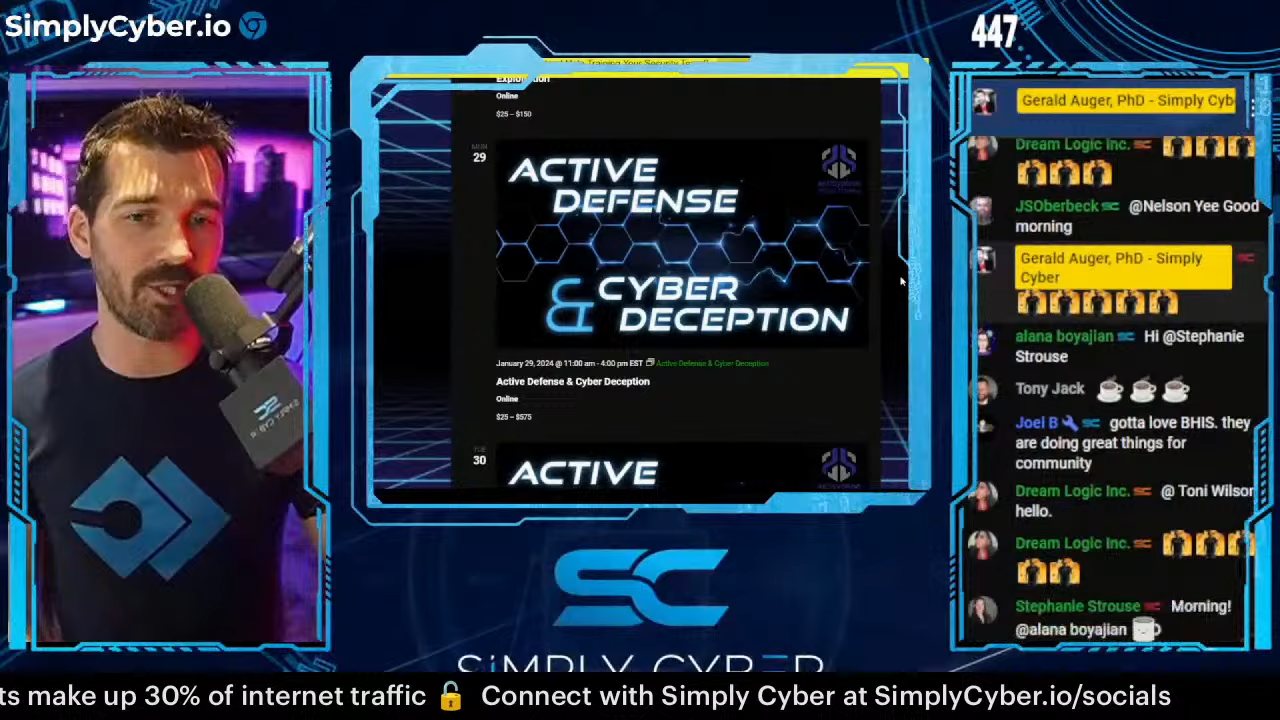 SimplyCyber.io
447
Online
$25 – $150
MON
29
ACTIVE
DEFENSE
& CYBER
DECEPTION
January 29, 2024 @ 11:00 am - 4:00 pm EST Active Defense & Cyber Deception
Active Defense & Cyber Deception
Online
$25 – $575
TUE
30
ACTIVE
SC
SIMPLY CYBER
Gerald Auger, PhD - Simply Cyb
Dream Logic Inc.
JSOberbeck @Nelson Yee Good
morning
Gerald Auger, PhD - Simply
Cyber
alana boyajian Hi @Stephanie
Strouse
Tony Jack
Joel B gotta love BHIS. they
are doing great things for
community
Dream Logic Inc. @ Toni Wilson
hello.
Dream Logic Inc.
Stephanie Strouse Morning!
@alana boyajian
ts make up 30% of internet traffic 🔓 Connect with Simply Cyber at SimplyCyber.io/socials